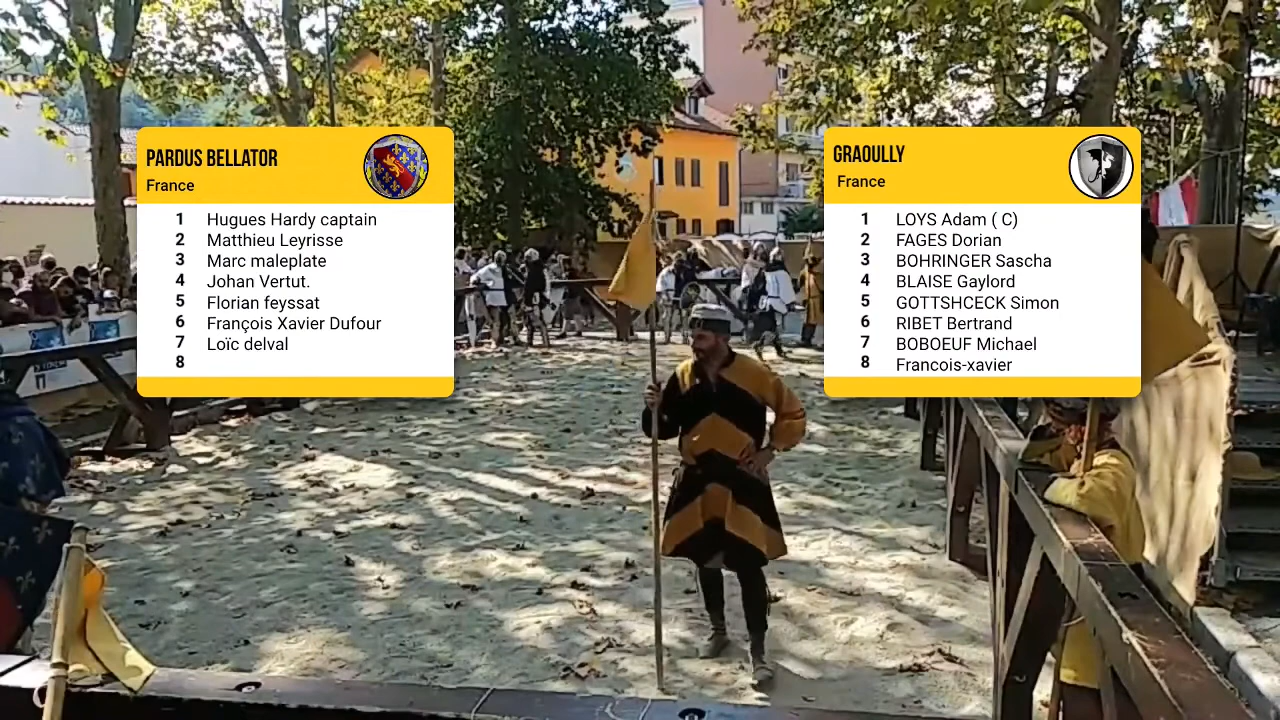 PARDUS BELLATOR
France
1 Hugues Hardy captain
2 Matthieu Leyrisse
3 Marc maleplate
4 Johan Vertut.
5 Florian feyssat
6 François Xavier Dufour
7 Loïc delval
8
GRAOULLY
France
1 LOYS Adam ( C)
2 FAGES Dorian
3 BOHRINGER Sascha
4 BLAISE Gaylord
5 GOTTSHCECK Simon
6 RIBET Bertrand
7 BOBOEUF Michael
8 Francois-xavier